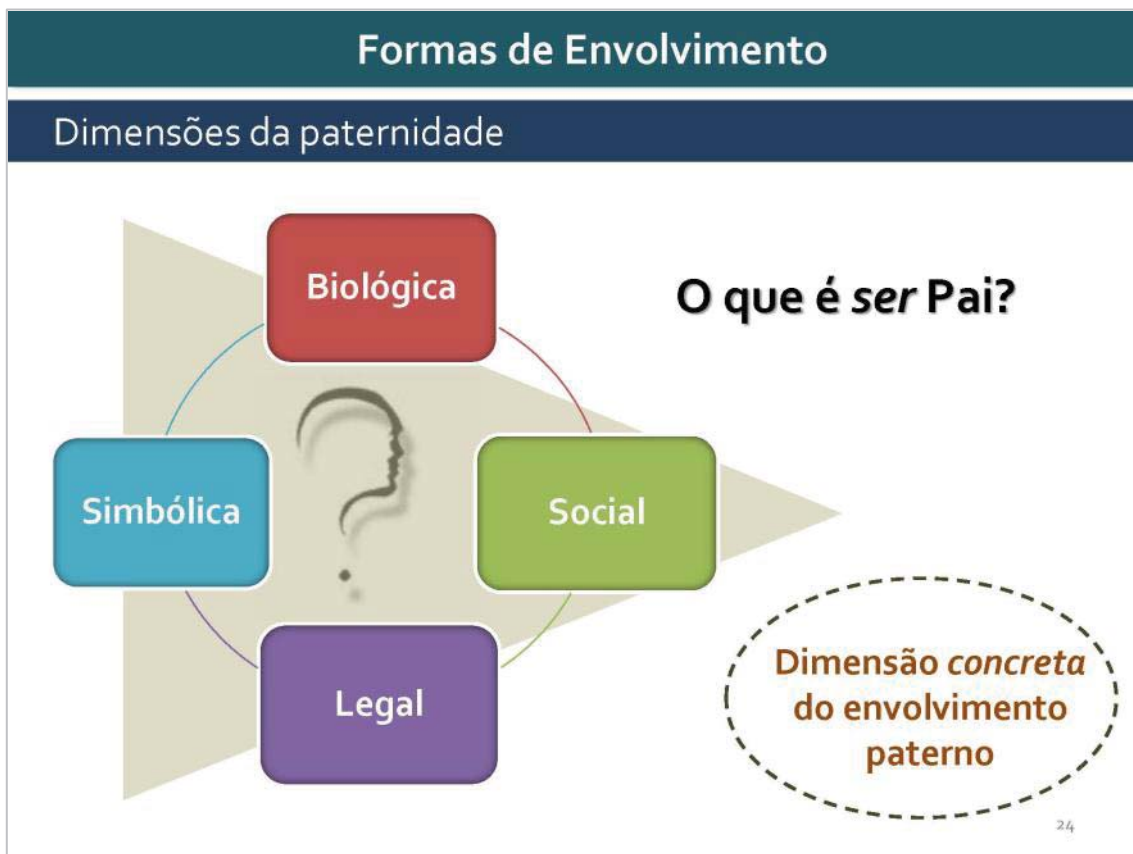 Formas de Envolvimento
Dimensões da paternidade
Biológica
O que é ser Pai?
Simbólica
Social
Legal
Dimensão concreta
do envolvimento
paterno
24